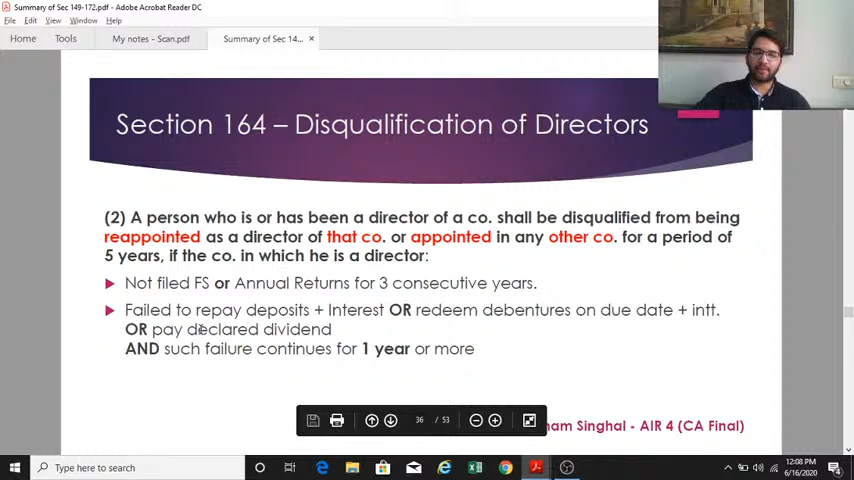 Summary of Sec 149-172.pdf - Adobe Acrobat Reader DC
File Edit View Window Help
Home Tools My notes - Scan.pdf Summary of Sec 14... ×
Section 164 – Disqualification of Directors
(2) A person who is or has been a director of a co. shall be disqualified from being
reappointed as a director of that co. or appointed in any other co. for a period of
5 years, if the co. in which he is a director:
Not filed FS or Annual Returns for 3 consecutive years.
Failed to repay deposits + Interest OR redeem debentures on due date + intt.
OR pay declared dividend
AND such failure continues for 1 year or more
36 / 53
ham Singhal - AIR 4 (CA Final)
Type here to search
12:08 PM
6/16/2020